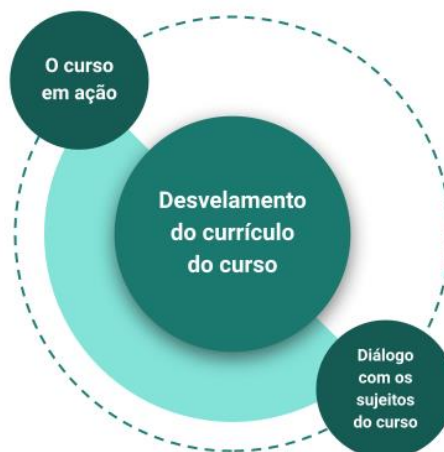 O curso
em ação
Desvelamento
do currículo
do curso
Diálogo
com os
sujeitos
do curso